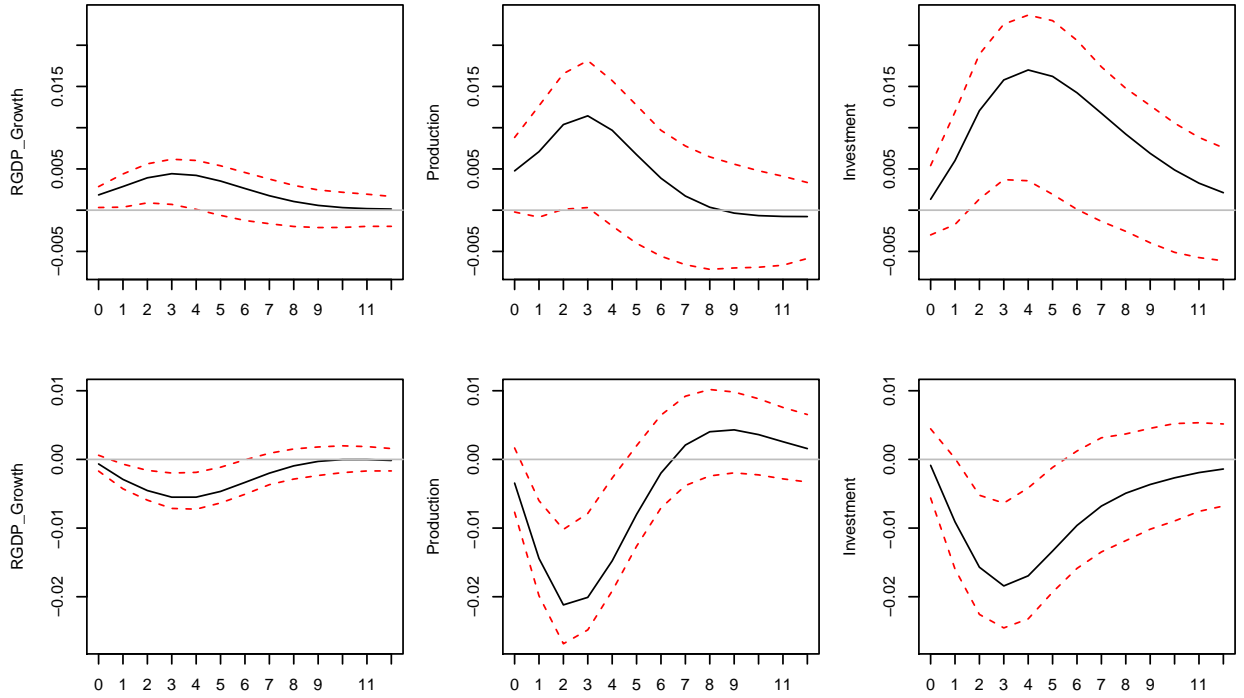 RGDP_Growth
−0.005 0.005 0.015
0 1 2 3 4 5 6 7 8 9 11
Production
−0.005 0.005 0.015
0 1 2 3 4 5 6 7 8 9 11
Investment
−0.005 0.005 0.015
0 1 2 3 4 5 6 7 8 9 11
RGDP_Growth
−0.02 −0.01 0.00 0.01
0 1 2 3 4 5 6 7 8 9 11
Production
−0.02 −0.01 0.00 0.01
0 1 2 3 4 5 6 7 8 9 11
Investment
−0.02 −0.01 0.00 0.01
0 1 2 3 4 5 6 7 8 9 11